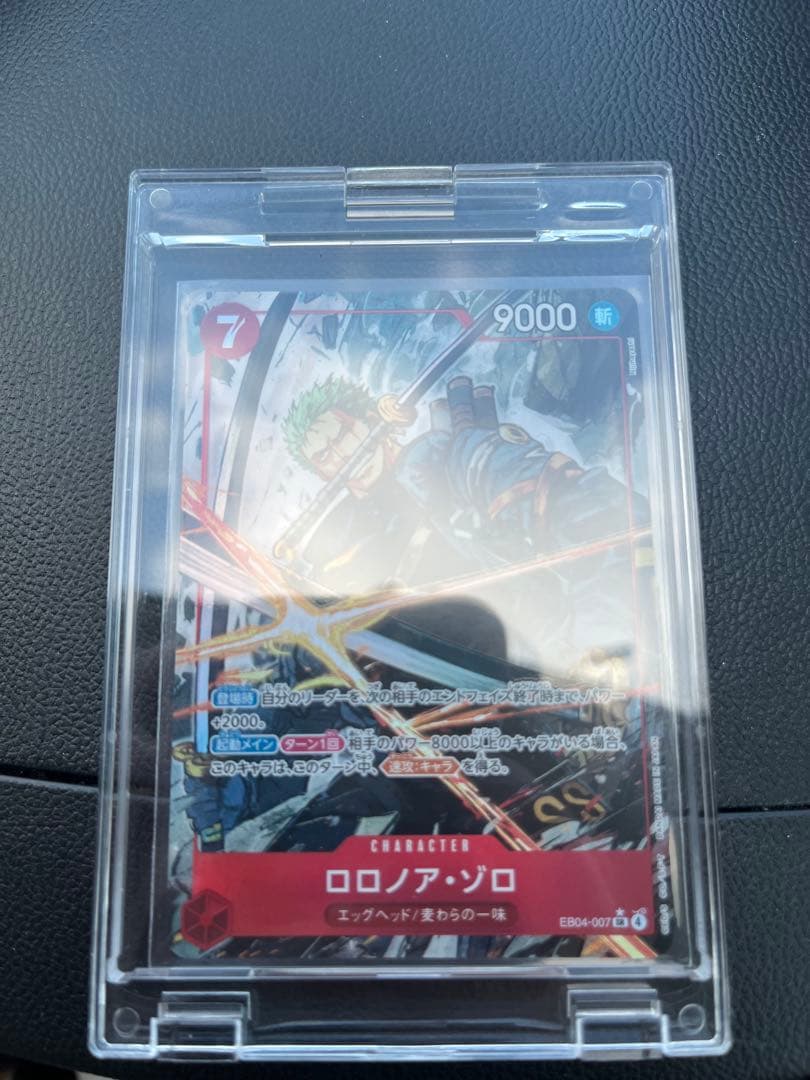 7
9000
斬
登場時 自分のリーダーを、次の相手のエンドフェイズ終了時まで、パワー
+2000。
起動メイン ターン1回 相手のパワー8000以上のキャラがいる場合、
このキャラは、このターン中、速攻:キャラ を得る。
CHARACTER
ロロノア・ゾロ
エッグヘッド/麦わらの一味
EB04-007 SR ★ 4